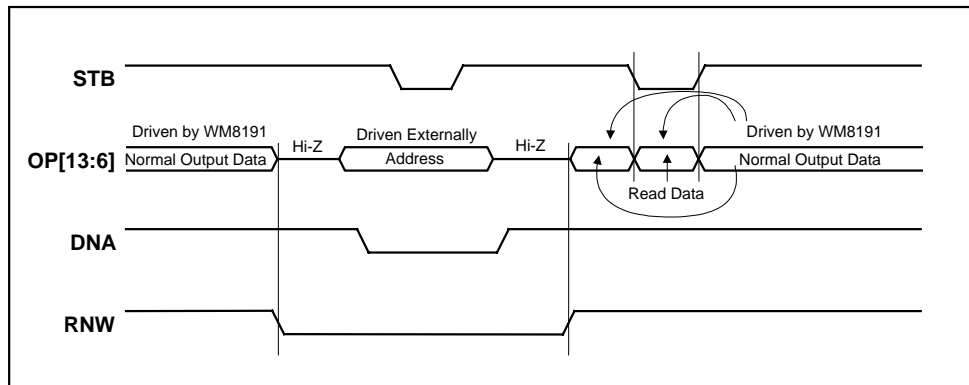 STB
Driven by WM8191
Hi-Z
Driven Externally
Hi-Z
Driven by WM8191
OP[13:6]
Normal Output Data
Address
Normal Output Data
Read Data
DNA
RNW